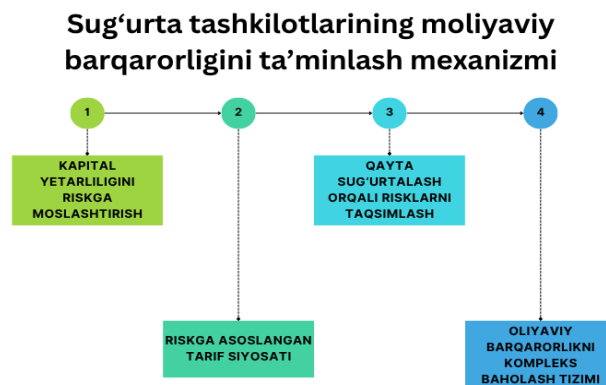 Sug‘urta tashkilotlarining moliyaviy
barqarorligini ta’minlash mexanizmi
1
2
3
4
KAPITAL
YETARLILIGINI
RISKGA
MOSLASHTIRISH
QAYTA
SUG‘URTALASH
ORQALI RISKLARNI
TAQSIMLASH
RISKGA ASOSLANGAN
TARIF SIYOSATI
OLIYAVIY
BARQARORLIKNI
KOMPLEKS
BAHOLASH TIZIMI